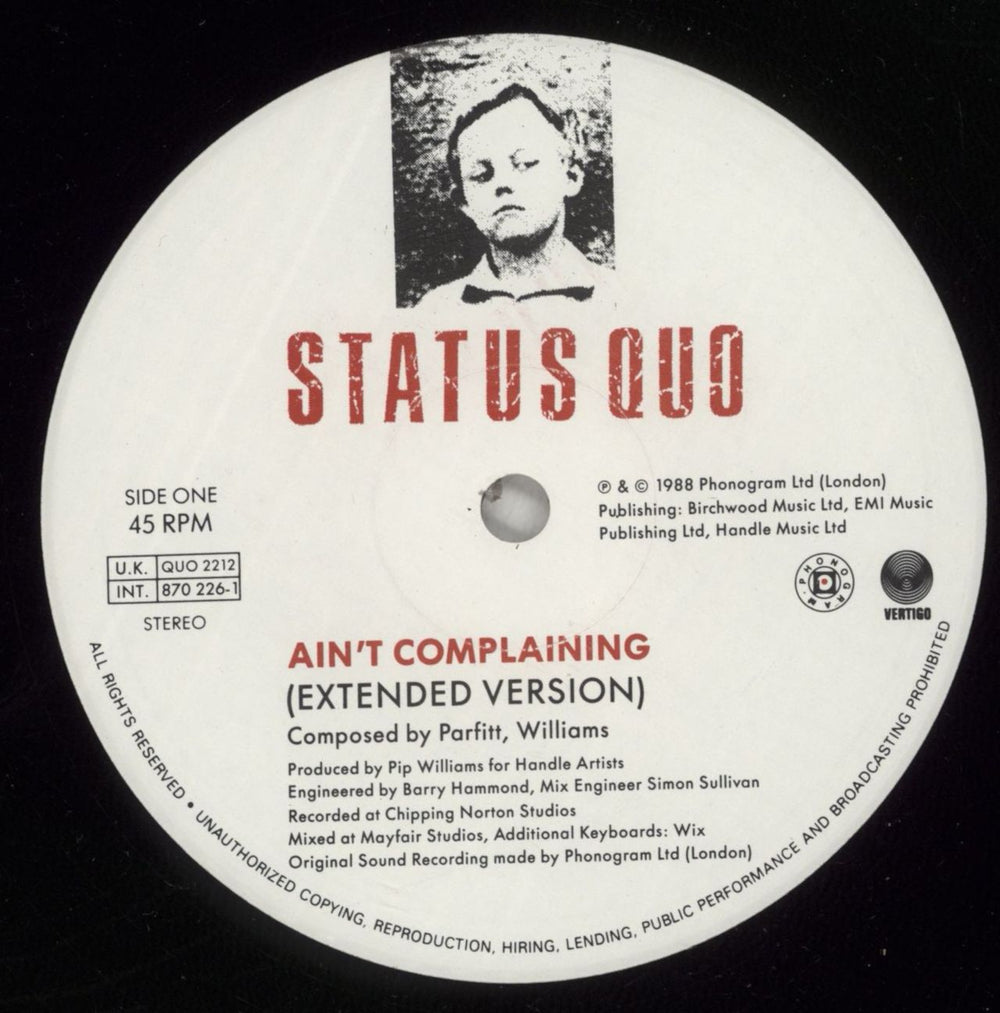 STATUS QUO
SIDE ONE
45 RPM
U.K. QUO 2212
INT. 870 226-1
STEREO
℗ & © 1988 Phonogram Ltd (London)
Publishing: Birchwood Music Ltd, EMI Music
Publishing Ltd, Handle Music Ltd
PHONOGRAM
VERTIGO
AIN'T COMPLAINING
(EXTENDED VERSION)
Composed by Parfitt, Williams
Produced by Pip Williams for Handle Artists
Engineered by Barry Hammond, Mix Engineer Simon Sullivan
Recorded at Chipping Norton Studios
Mixed at Mayfair Studios, Additional Keyboards: Wix
Original Sound Recording made by Phonogram Ltd (London)
ALL RIGHTS RESERVED • UNAUTHORIZED COPYING, REPRODUCTION, HIRING, LENDING, PUBLIC PERFORMANCE AND BROADCASTING PROHIBITED